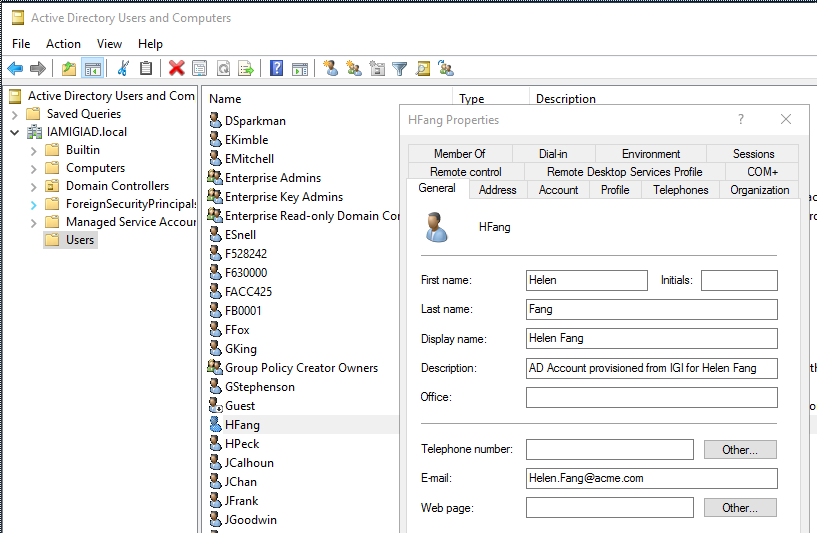 Active Directory Users and Computers
File Action View Help
Active Directory Users and Com
Saved Queries
IAMIGIAD.local
Builtin
Computers
Domain Controllers
ForeignSecurityPrincipals
Managed Service Accour
Users
Name Type Description
DSparkman
EKimble
EMitchell
Enterprise Admins
Enterprise Key Admins
Enterprise Read-only Domain Co
ESnell
F528242
F630000
FACC425
FB0001
FFox
GKing
Group Policy Creator Owners
GStephenson
Guest
HFang
HPeck
JCalhoun
JChan
JFrank
JGoodwin
HFang Properties
Member Of Dial-in Environment Sessions
Remote control Remote Desktop Services Profile COM+
General Address Account Profile Telephones Organization
HFang
First name: Helen Initials:
Last name: Fang
Display name: Helen Fang
Description: AD Account provisioned from IGI for Helen Fang
Office:
Telephone number: Other...
E-mail: Helen.Fang@acme.com
Web page: Other...